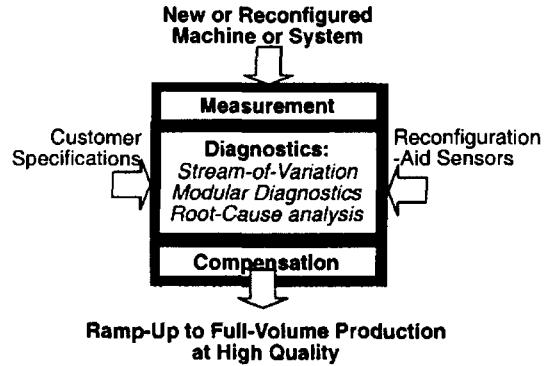 New or Reconfigured
Machine or System
Measurement
Customer
Specifications
Diagnostics:
Stream-of-Variation
Modular Diagnostics
Root-Cause analysis
Reconfiguration
-Aid Sensors
Compensation
Ramp-Up to Full-Volume Production
at High Quality